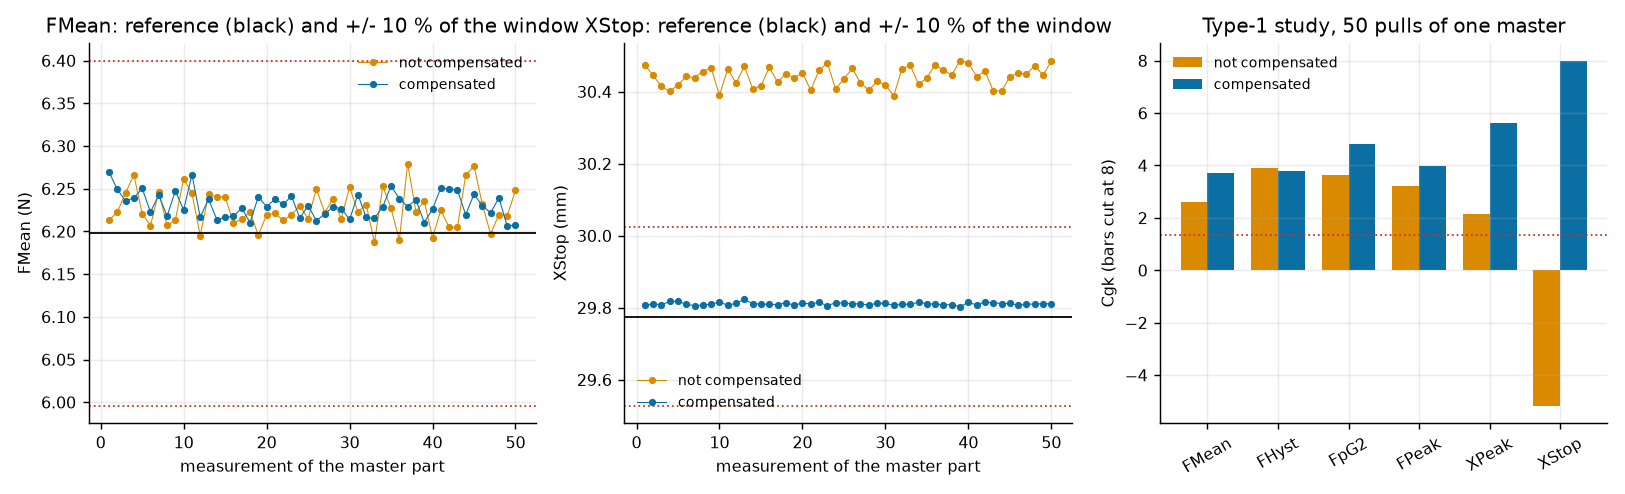 FMean: reference (black) and +/- 10 % of the window
6.40
6.35
6.30
6.25
6.20
6.15
6.10
6.05
6.00
FMean (N)
not compensated
compensated
0
10
20
30
40
50
measurement of the master part
XStop: reference (black) and +/- 10 % of the window
30.4
30.2
30.0
29.8
29.6
XStop (mm)
not compensated
compensated
0
10
20
30
40
50
measurement of the master part
Type-1 study, 50 pulls of one master
8
6
4
2
0
−2
−4
Cgk (bars cut at 8)
not compensated
compensated
FMean
FHyst
FpG2
FPeak
XPeak
XStop